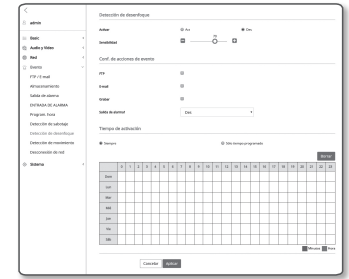 admin
Basic
Audio y Vídeo
Red
Evento
FTP / E-mail
Almacenamiento
Salida de alarma
ENTRADA DE ALARMA
Program. hora
Detección de sabotaje
Detección de desenfoque
Detección de movimiento
Desconexión de red
Sistema
Detección de desenfoque
Activar
Act.
Des
Sensibilidad
Conf. de acciones de evento
FTP
E-mail
Grabar
Salida de alarma1
Des
Tiempo de activación
Siempre
Sólo tiempo programado
Borrar
0 1 2 3 4 5 6 7 8 9 10 11 12 13 14 15 16 17 18 19 20 21 22 23
Dom
Lun
Mar
Mié
Jue
Vie
Sáb
Minutos
Hora
Cancelar
Aplicar